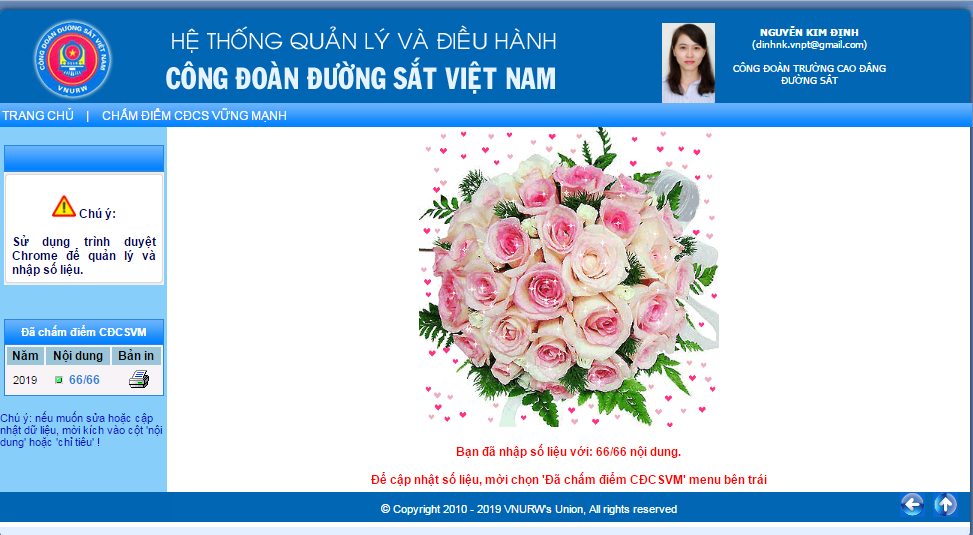 CÔNG ĐOÀN ĐƯỜNG SẮT VIỆT NAM
VNURW
HỆ THỐNG QUẢN LÝ VÀ ĐIỀU HÀNH
CÔNG ĐOÀN ĐƯỜNG SẮT VIỆT NAM
NGUYỄN KIM ĐỊNH
(dinhnk.vnpt@gmail.com)
CÔNG ĐOÀN TRƯỜNG CAO ĐẲNG
ĐƯỜNG SẮT
TRANG CHỦ | CHẤM ĐIỂM CĐCS VỮNG MẠNH
Chú ý:
Sử dụng trình duyệt
Chrome để quản lý và
nhập số liệu.
Đã chấm điểm CĐCSVM
Năm Nội dung Bản in
2019 66/66
Chú ý: nếu muốn sửa hoặc cập
nhật dữ liệu, mời kích vào cột 'nội
dung' hoặc 'chỉ tiêu' !
Bạn đã nhập số liệu với: 66/66 nội dung.
Để cập nhật số liệu, mời chọn 'Đã chấm điểm CĐCSVM' menu bên trái
© Copyright 2010 - 2019 VNURW's Union, All rights reserved